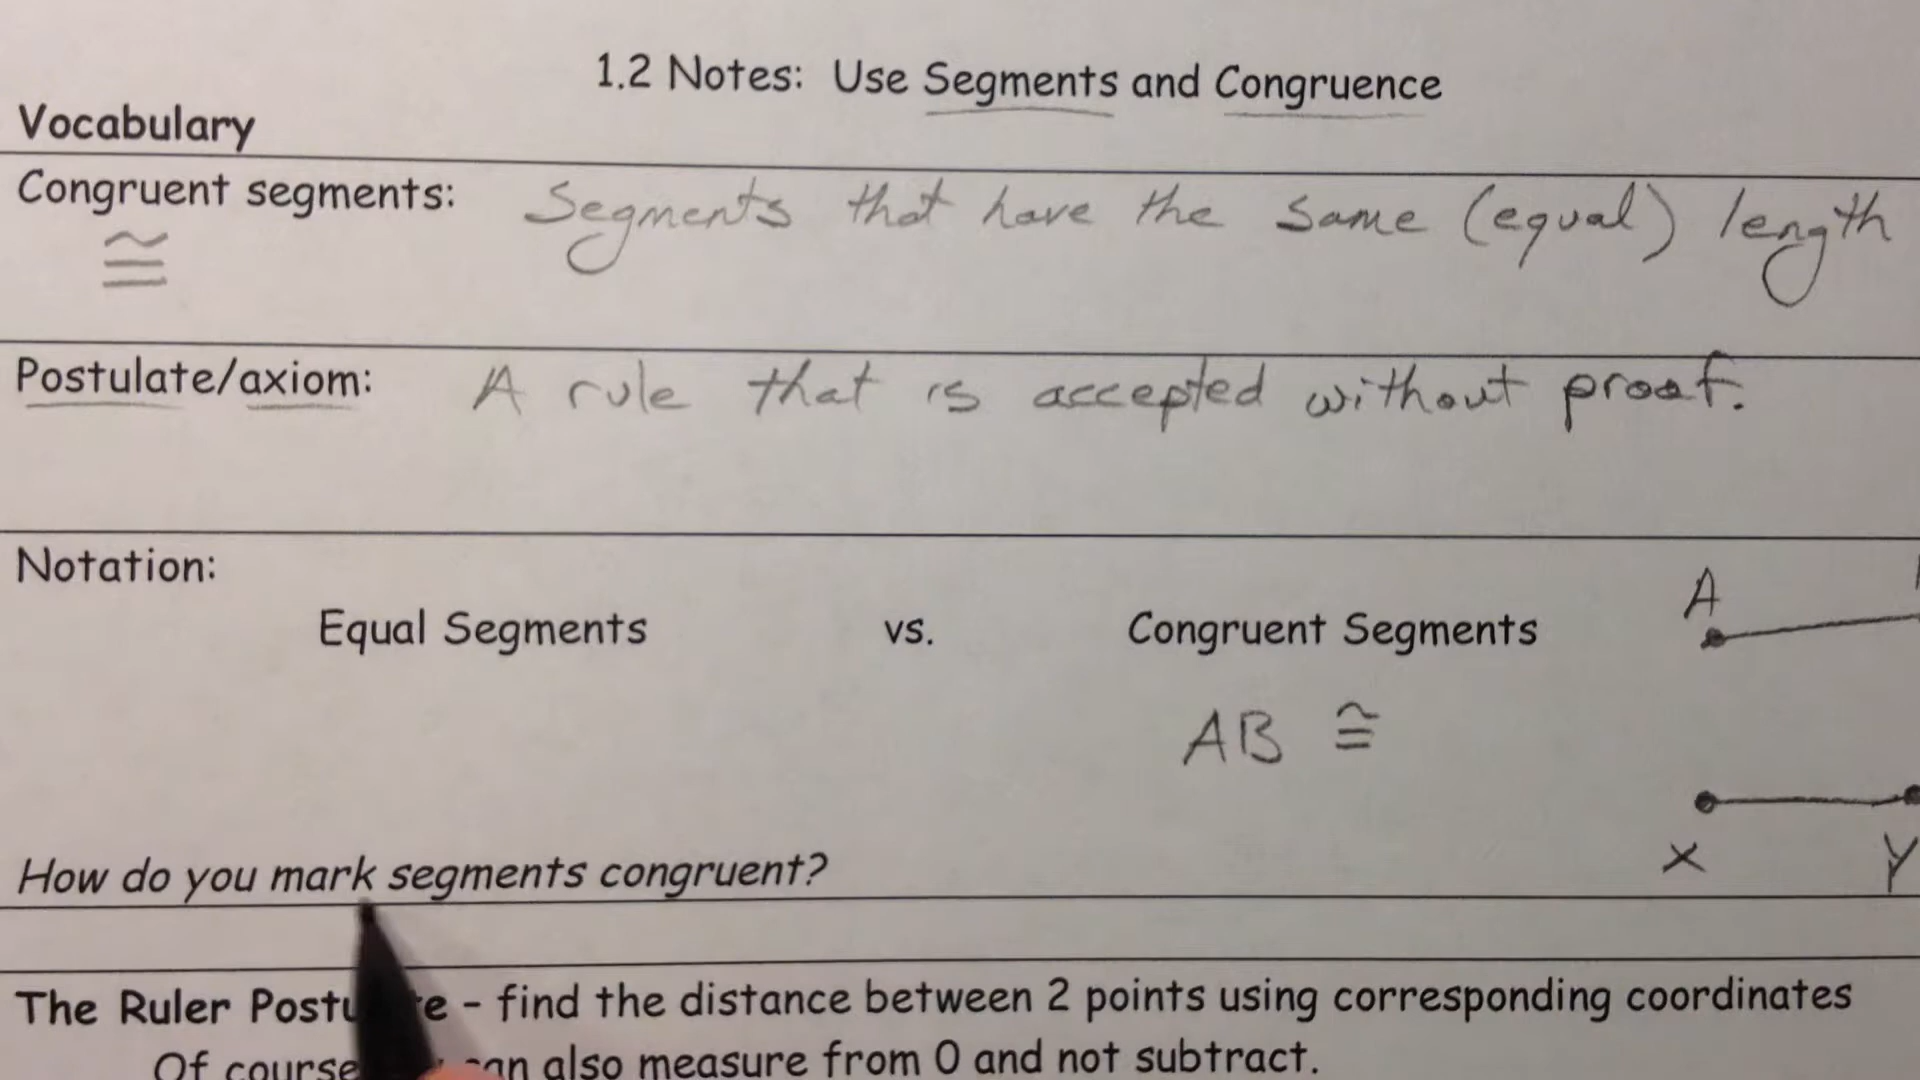 1.2 Notes: Use Segments and Congruence
Vocabulary
Congruent segments: Segments that have the same (equal) length
≅
Postulate/axiom: A rule that is accepted without proof.
Notation:
A
Equal Segments vs. Congruent Segments
AB ≅
X Y
How do you mark segments congruent?
The Ruler - find the distance between 2 points using corresponding coordinates
Of course also measure from 0 and not subtract.